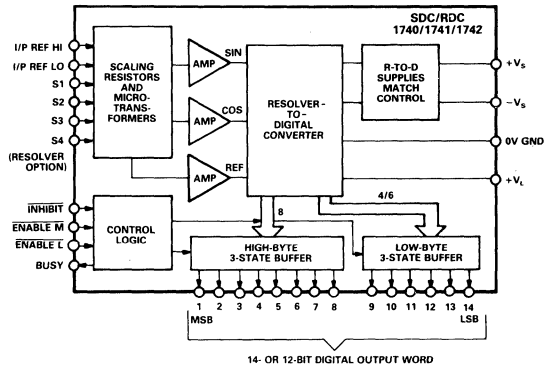 SDC/RDC
1740/1741/1742
I/P REF HI
I/P REF LO
S1
S2
S3
S4
(RESOLVER
OPTION)
INHIBIT
ENABLE M
ENABLE L
BUSY
SCALING
RESISTORS
AND
MICRO-
TRANS-
FORMERS
CONTROL
LOGIC
AMP
SIN
AMP
COS
AMP
REF
RESOLVER-
TO-
DIGITAL
CONVERTER
R-TO-D
SUPPLIES
MATCH
CONTROL
+VS
-VS
0V GND
+VL
8
4/6
HIGH-BYTE
3-STATE BUFFER
LOW-BYTE
3-STATE BUFFER
1 2 3 4 5 6 7 8 9 10 11 12 13 14
MSB LSB
14- OR 12-BIT DIGITAL OUTPUT WORD